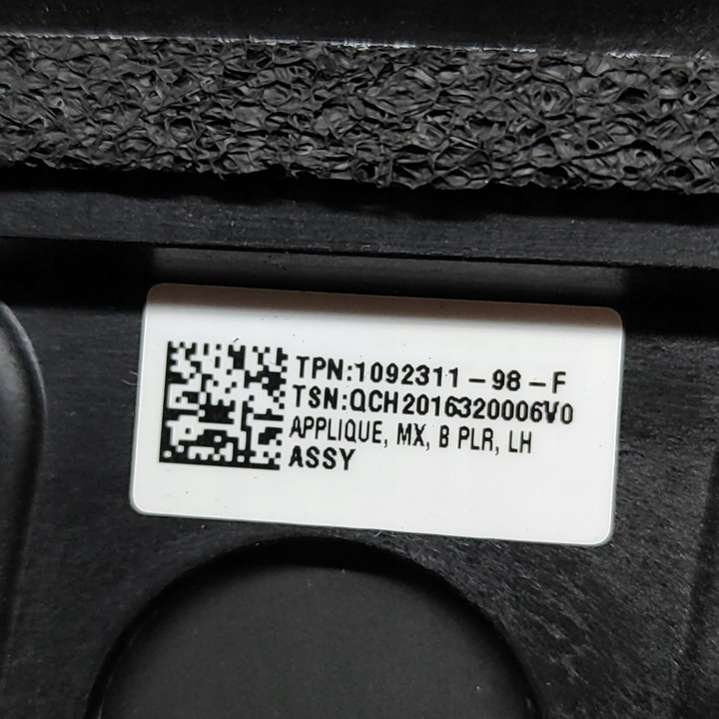 TPN:1092311-98-F
TSN:QCH2016320006V0
APPLIQUE, MX, B PLR, LH
ASSY